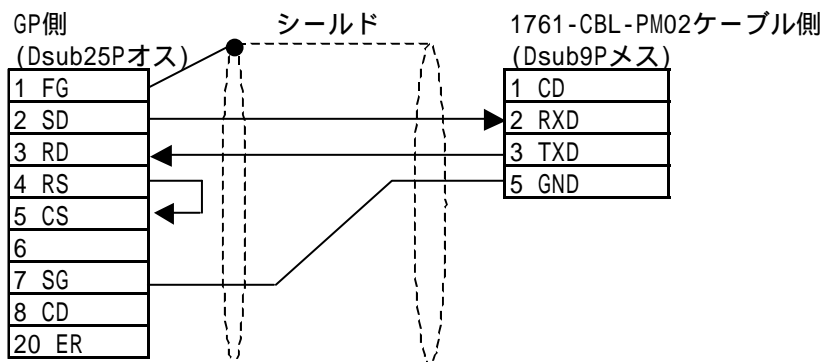 GP側
(Dsub25Pオス)
1 FG
2 SD
3 RD
4 RS
5 CS
6
7 SG
8 CD
20 ER
シールド
1761-CBL-PM02ケーブル側
(Dsub9Pメス)
1 CD
2 RXD
3 TXD
5 GND